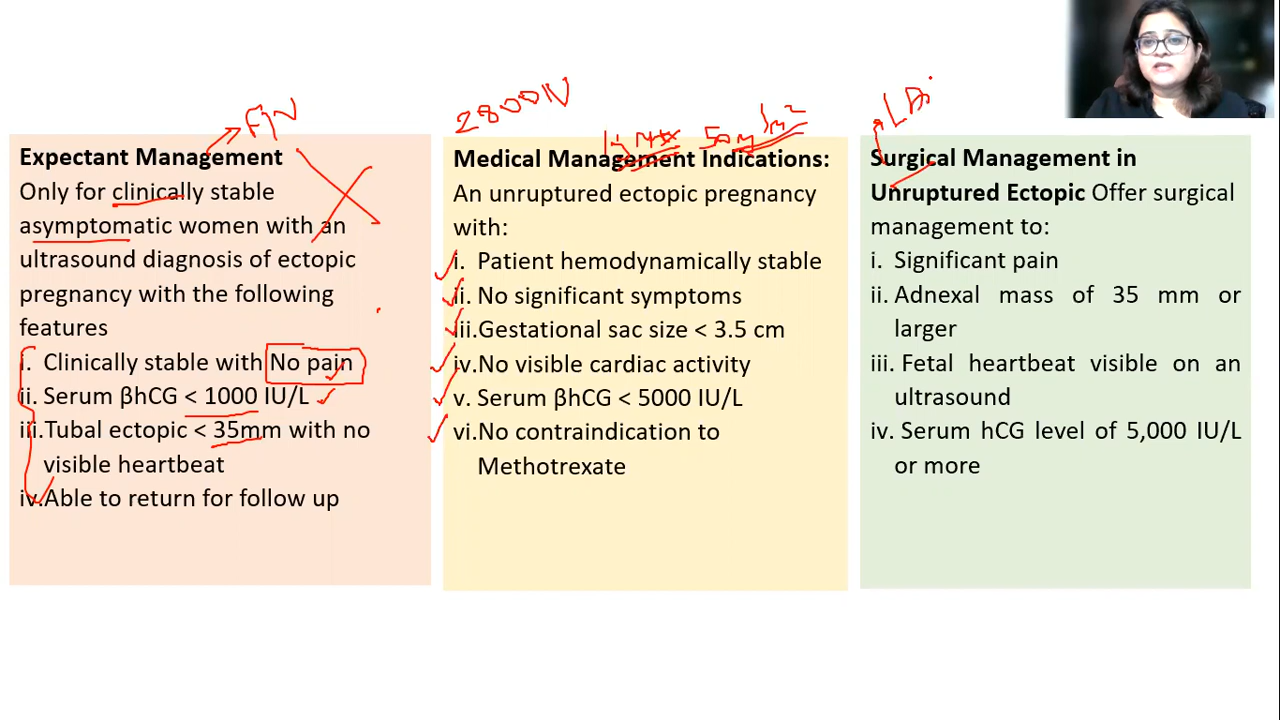 2800 IU
Expectant Management
Only for clinically stable
asymptomatic women with an
ultrasound diagnosis of ectopic
pregnancy with the following
features
i. Clinically stable with No pain
ii. Serum βhCG < 1000 IU/L
iii.Tubal ectopic < 35mm with no
visible heartbeat
iv.Able to return for follow up
50mg/m2
Medical Management Indications:
An unruptured ectopic pregnancy
with:
i. Patient hemodynamically stable
ii. No significant symptoms
iii.Gestational sac size < 3.5 cm
iv.No visible cardiac activity
v. Serum βhCG < 5000 IU/L
vi.No contraindication to
Methotrexate
Surgical Management in
Unruptured Ectopic Offer surgical
management to:
i. Significant pain
ii. Adnexal mass of 35 mm or
larger
iii. Fetal heartbeat visible on an
ultrasound
iv. Serum hCG level of 5,000 IU/L
or more